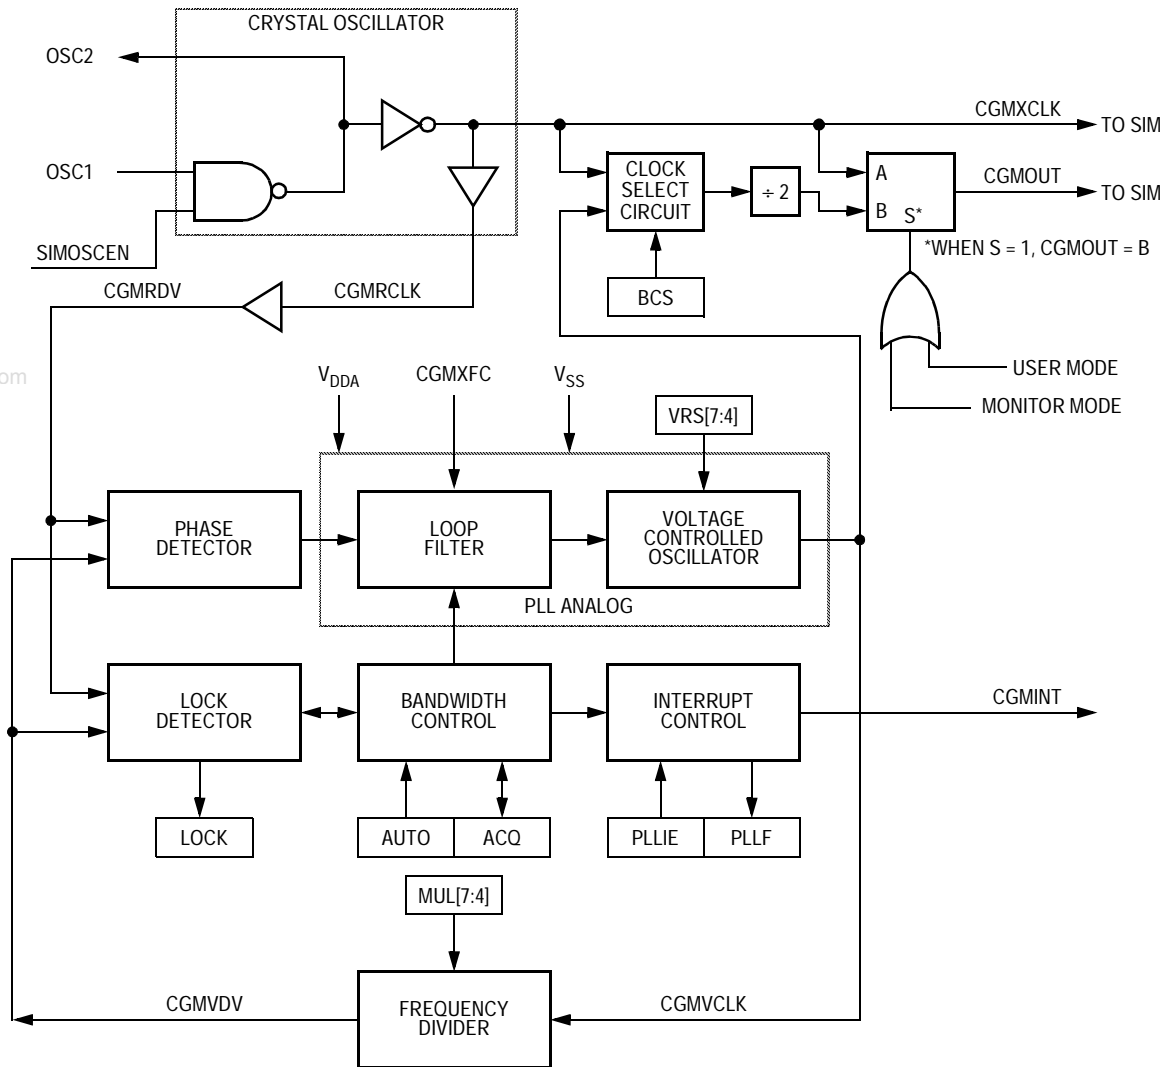 CRYSTAL OSCILLATOR
OSC2
CGMXCLK
TO SIM
OSC1
CLOCK
SELECT
CIRCUIT
÷ 2
A
B
S*
CGMOUT
TO SIM
SIMOSCEN
*WHEN S = 1, CGMOUT = B
CGMRDV
CGMRCLK
BCS
om
VDDA
CGMXFC
VSS
USER MODE
VRS[7:4]
MONITOR MODE
PHASE
DETECTOR
LOOP
FILTER
VOLTAGE
CONTROLLED
OSCILLATOR
PLL ANALOG
LOCK
DETECTOR
BANDWIDTH
CONTROL
INTERRUPT
CONTROL
CGMINT
LOCK
AUTO
ACQ
PLLIE
PLLF
MUL[7:4]
CGMVDV
FREQUENCY
DIVIDER
CGMVCLK